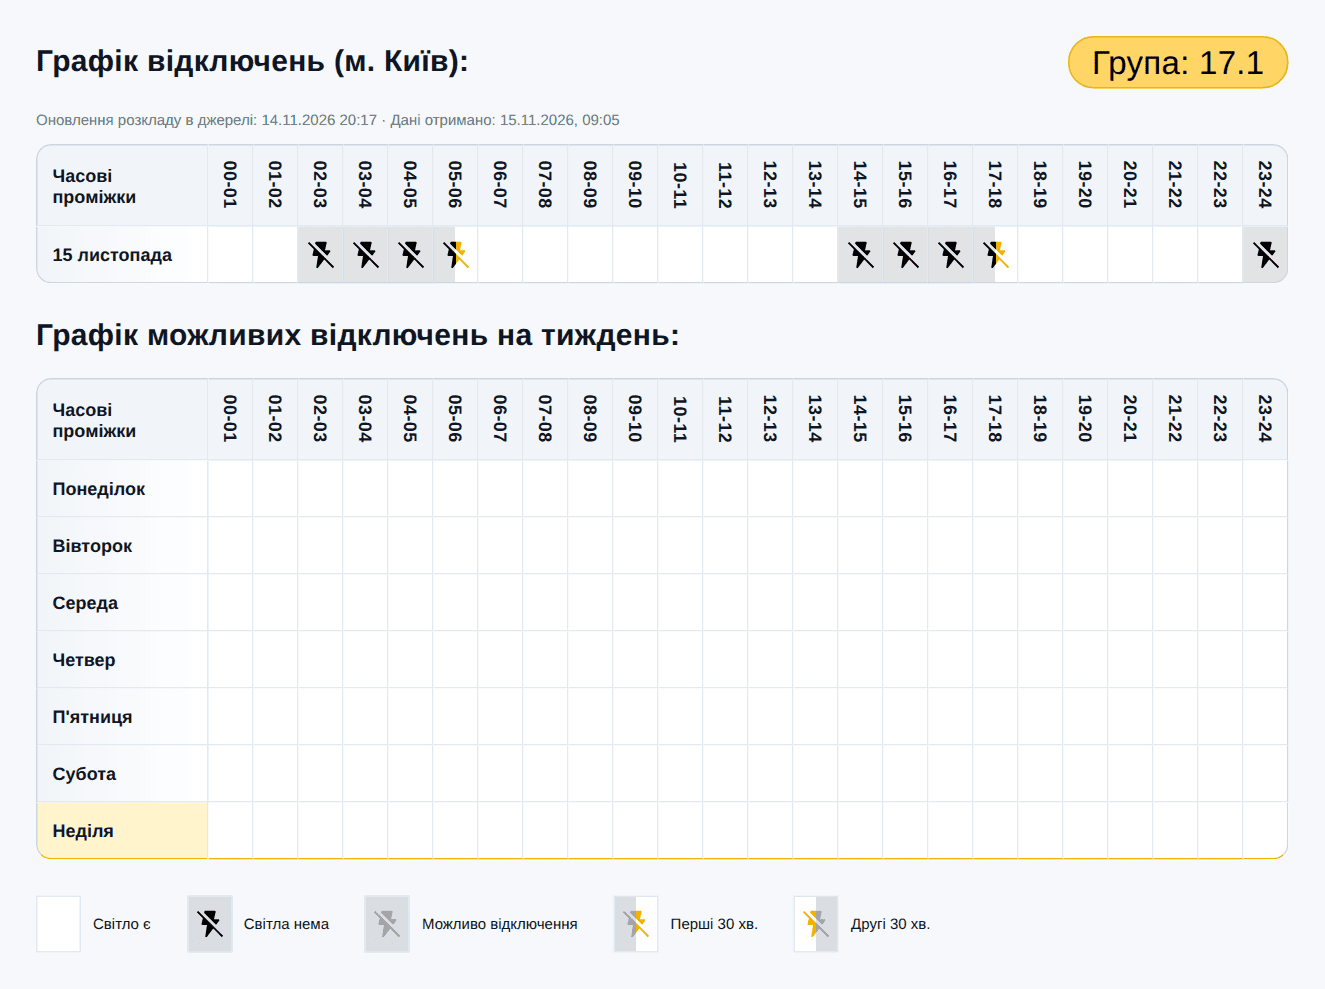 Графік відключень (м. Київ):
Група: 17.1
Оновлення розкладу в джерелі: 14.11.2026 20:17 · Дані отримано: 15.11.2026, 09:05
Часові проміжки 00-01 01-02 02-03 03-04 04-05 05-06 06-07 07-08 08-09 09-10 10-11 11-12 12-13 13-14 14-15 15-16 16-17 17-18 18-19 19-20 20-21 21-22 22-23 23-24
15 листопада
Графік можливих відключень на тиждень:
Часові проміжки 00-01 01-02 02-03 03-04 04-05 05-06 06-07 07-08 08-09 09-10 10-11 11-12 12-13 13-14 14-15 15-16 16-17 17-18 18-19 19-20 20-21 21-22 22-23 23-24
Понеділок
Вівторок
Середа
Четвер
П'ятниця
Субота
Неділя
Світло є Світла нема Можливо відключення Перші 30 хв. Другі 30 хв.